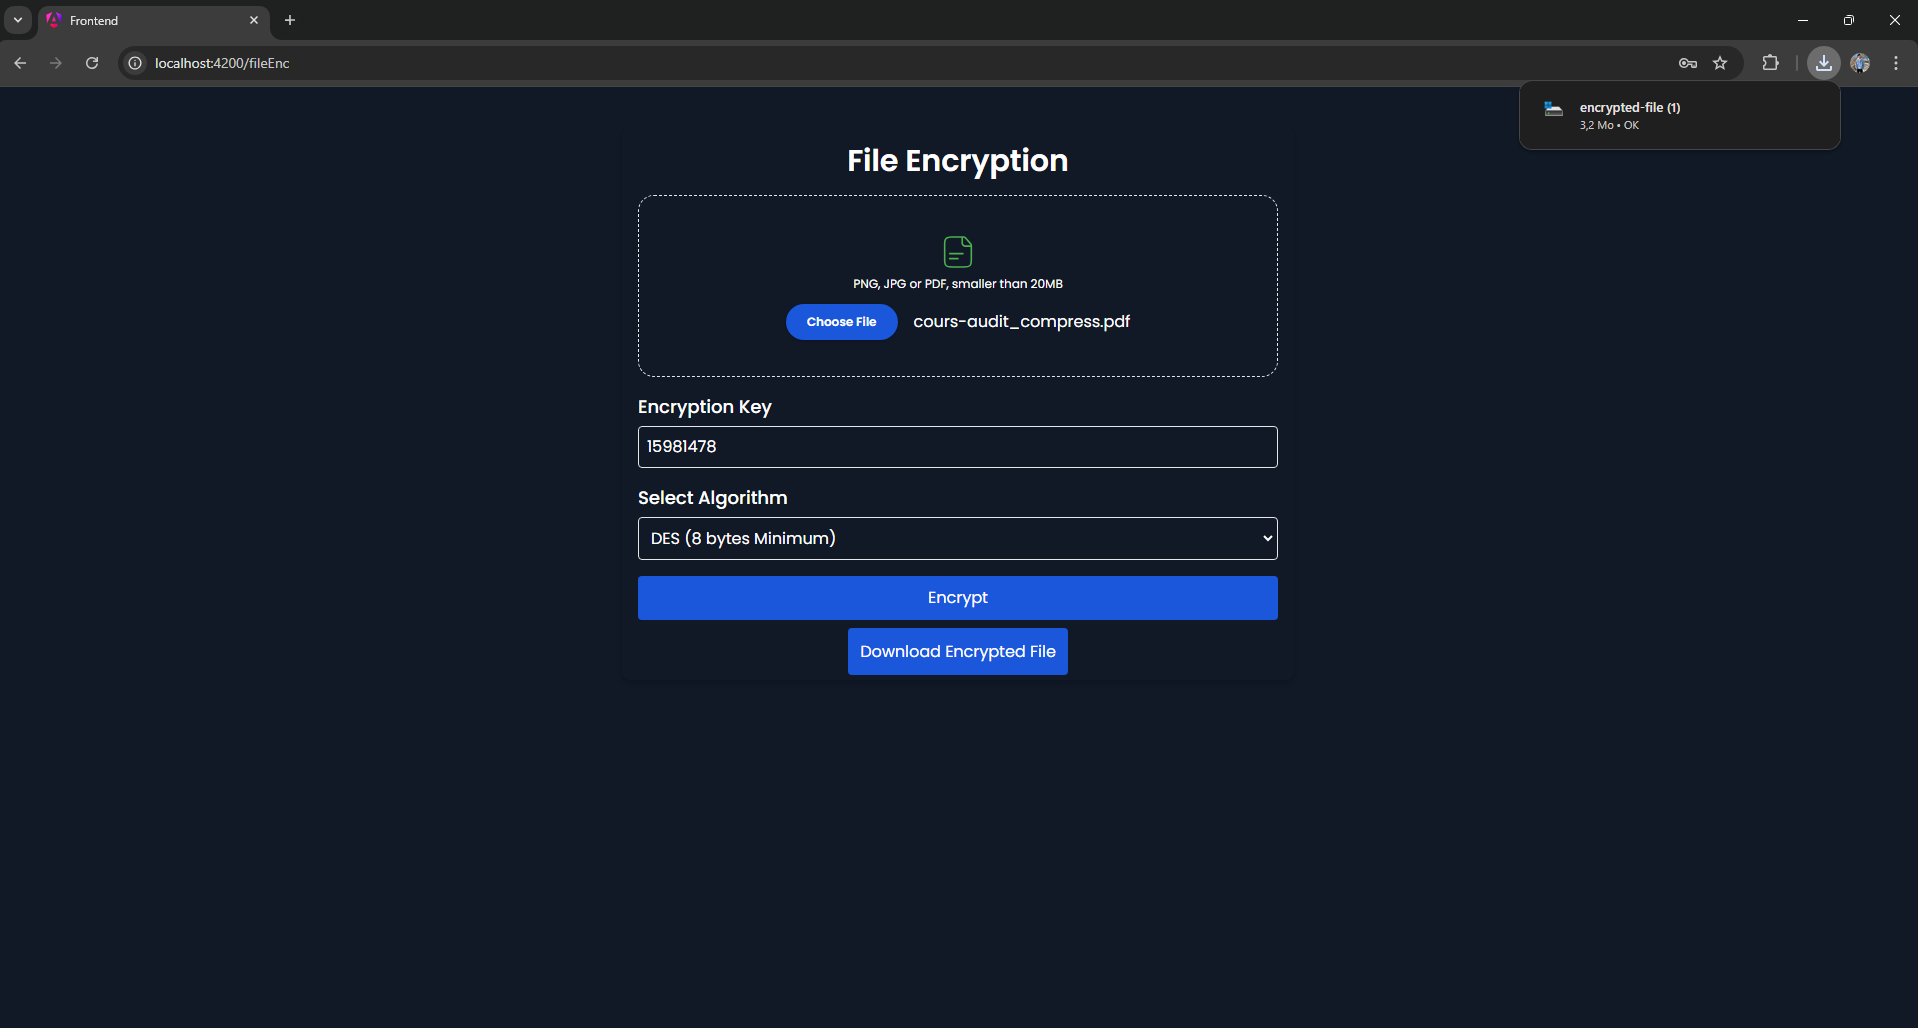 Frontend
localhost:4200/fileEnc
encrypted-file (1)
3,2 Mo • OK
File Encryption
PNG, JPG or PDF, smaller than 20MB
Choose File cours-audit_compress.pdf
Encryption Key
15981478
Select Algorithm
DES (8 bytes Minimum)
Encrypt
Download Encrypted File